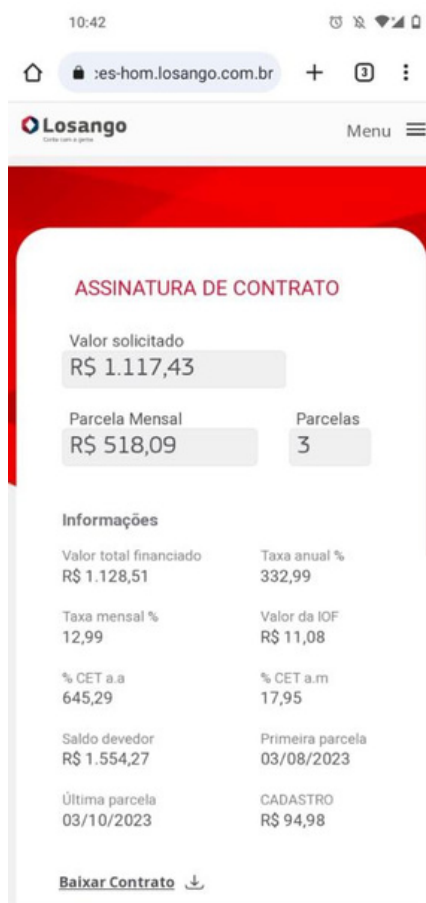 10:42
:es-hom.losango.com.br
3
Losango
Conta com a gente
Menu
ASSINATURA DE CONTRATO
Valor solicitado
R$ 1.117,43
Parcela Mensal Parcelas
R$ 518,09 3
Informações
Valor total financiado Taxa anual %
R$ 1.128,51 332,99
Taxa mensal % Valor da IOF
12,99 R$ 11,08
% CET a.a % CET a.m
645,29 17,95
Saldo devedor Primeira parcela
R$ 1.554,27 03/08/2023
Última parcela CADASTRO
03/10/2023 R$ 94,98
Baixar Contrato